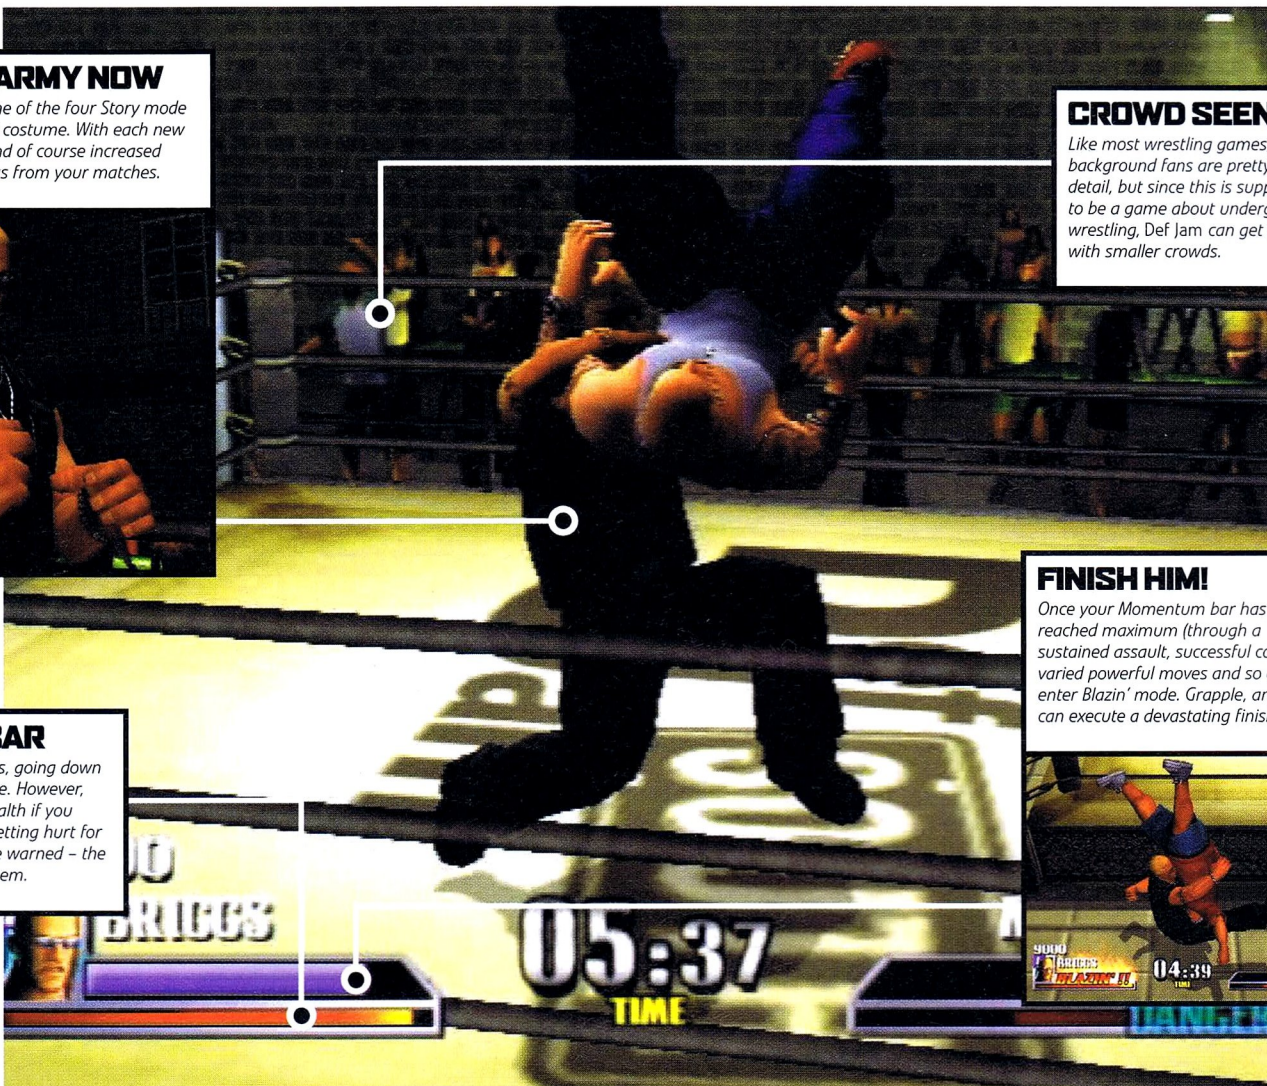 ARMY NOW
ne of the four Story mode
costume. With each new
nd of course increased
s from your matches.
CROWD SEEN
Like most wrestling games
background fans are pretty
detail, but since this is supp
to be a game about underg
wrestling, Def Jam can get
with smaller crowds.
FINISH HIM!
Once your Momentum bar has
reached maximum (through a
sustained assault, successful co
varied powerful moves and so
enter Blazin' mode. Grapple, an
can execute a devastating finis
BAR
s, going down
e. However,
alth if you
etting hurt for
e warned – the
em.
BRIGGS
05:37
TIME
DANGER
9000
BRIGGS
BLAZIN'!!
04:39
TIME